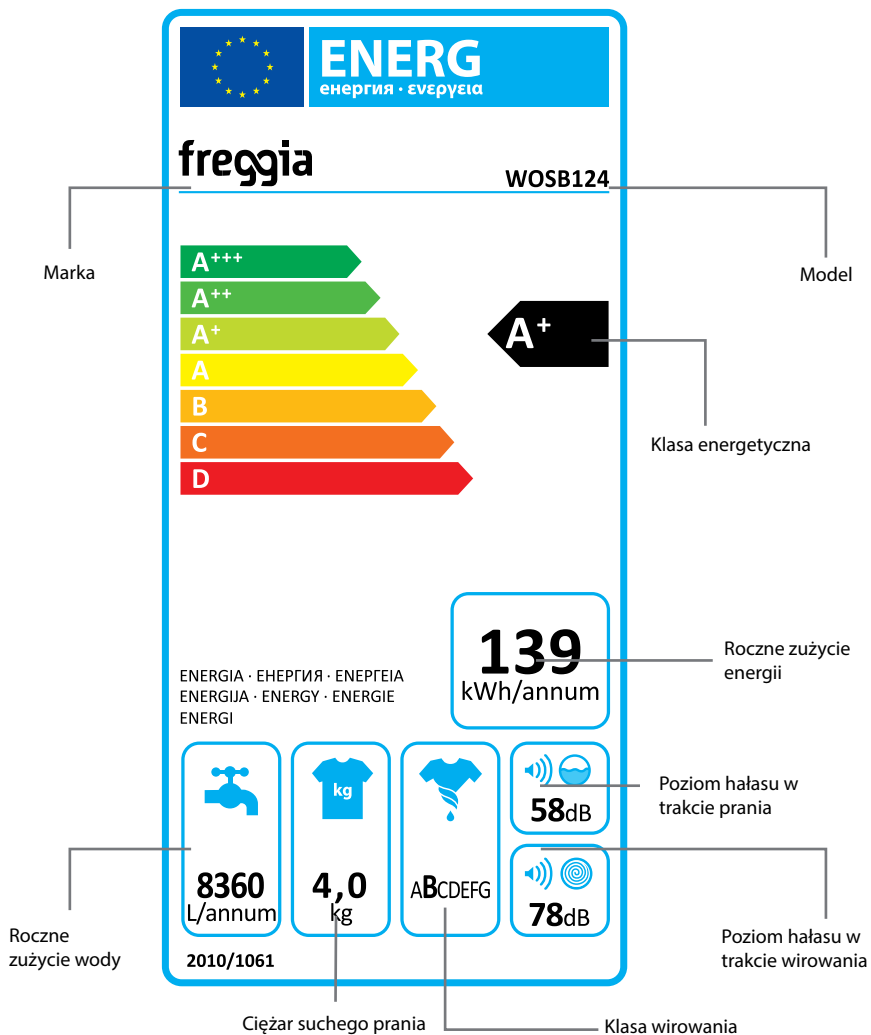 ENERG
енергия · ενεργεια
freggia
WOSB124
Marka
Model
A+++
A++
A+
A
B
C
D
A+
Klasa energetyczna
139
kWh/annum
Roczne zużycie
energii
ENERGIA · ЕНЕРГИЯ · ΕΝΕΡΓΕΙΑ
ENERGIJA · ENERGY · ENERGIE
ENERGI
kg
58dB
Poziom hałasu w
trakcie prania
8360
L/annum
4,0
kg
ABCDEFG
78dB
Roczne
zużycie wody
Poziom hałasu w
trakcie wirowania
2010/1061
Ciężar suchego prania
Klasa wirowania